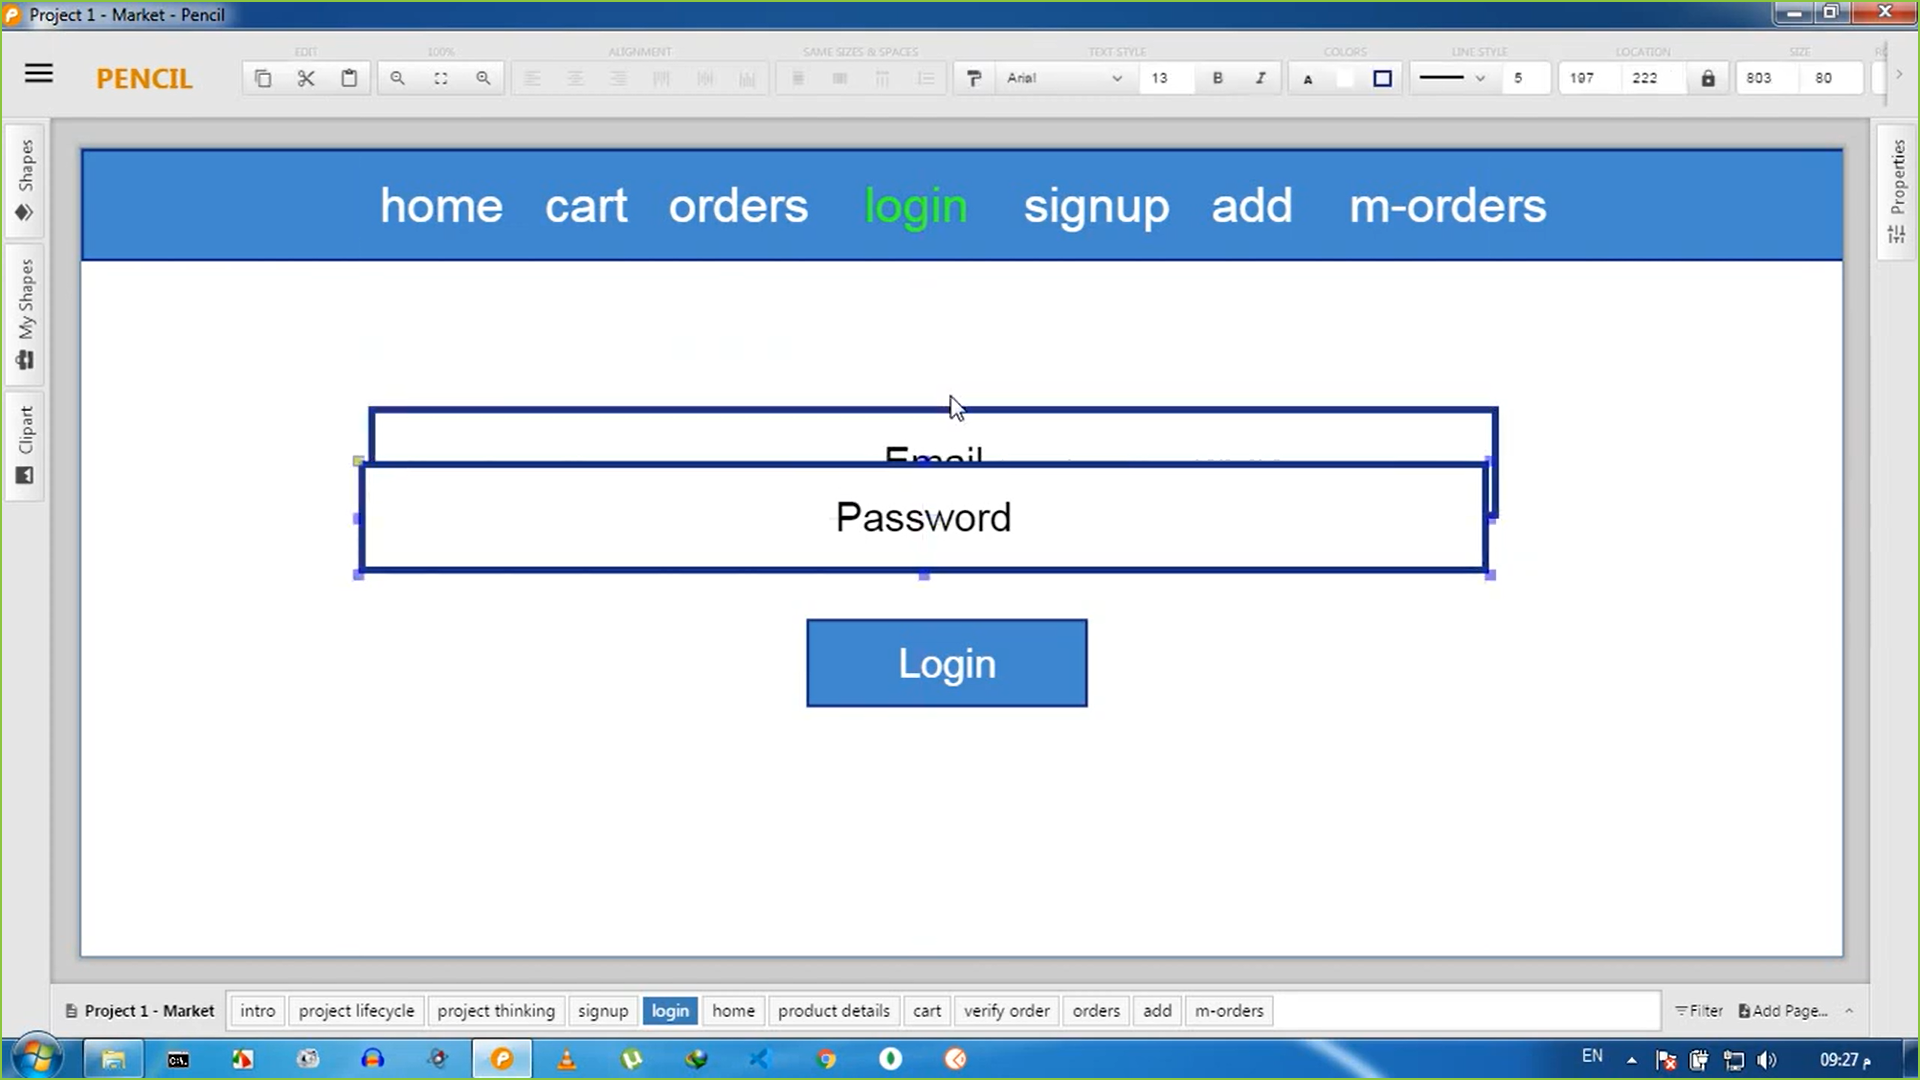 Project 1 - Market - Pencil
EDIT 100% ALIGNMENT SAME SIZES & SPACES TEXT STYLE COLORS LINE STYLE LOCATION SIZE
PENCIL Arial 13 B I A 5 197 222 803 80
Shapes
My Shapes
Clipart
Properties
home cart orders login signup add m-orders
Email
Password
Login
Project 1 - Market intro project lifecycle project thinking signup login home product details cart verify order orders add m-orders Filter Add Page...
EN 09:27 م